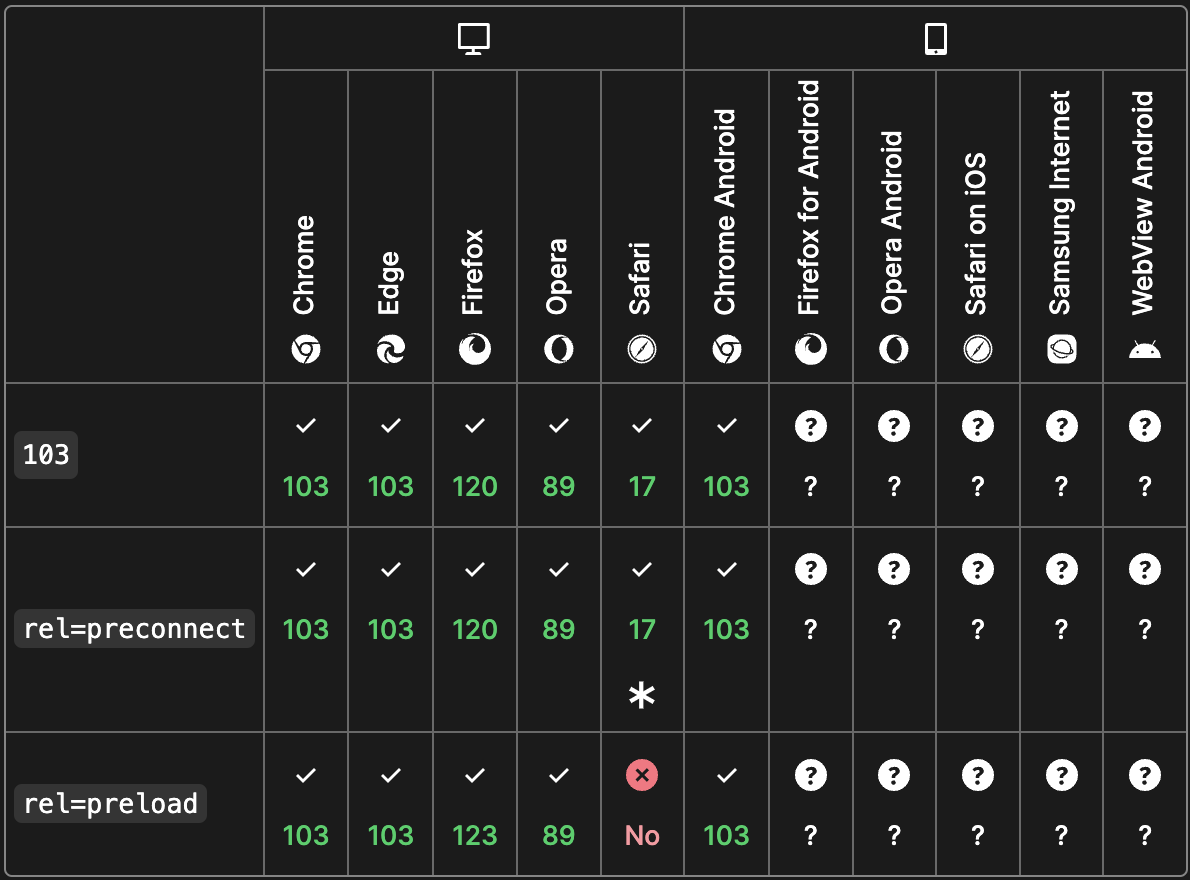 Chrome
Edge
Firefox
Opera
Safari
Chrome Android
Firefox for Android
Opera Android
Safari on iOS
Samsung Internet
WebView Android
103
103 103 120 89 17 103 ? ? ? ? ?
rel=preconnect
103 103 120 89 17 103 ? ? ? ? ?
*
rel=preload
103 103 123 89 No 103 ? ? ? ? ?